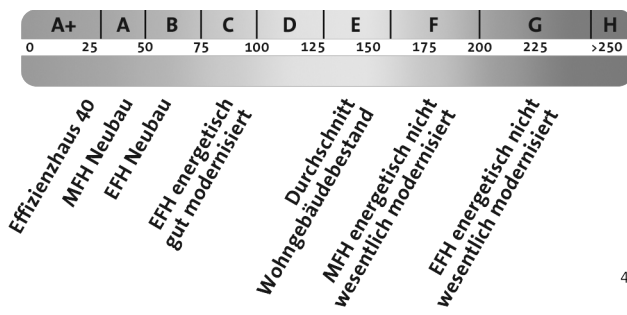 A+ A B C D E F G H
0 25 50 75 100 125 150 175 200 225 >250
Effizienzhaus 40
MFH Neubau
EFH Neubau
EFH energetisch
gut modernisiert
Durchschnitt
Wohngebäudebestand
MFH energetisch nicht
wesentlich modernisiert
EFH energetisch nicht
wesentlich modernisiert
4